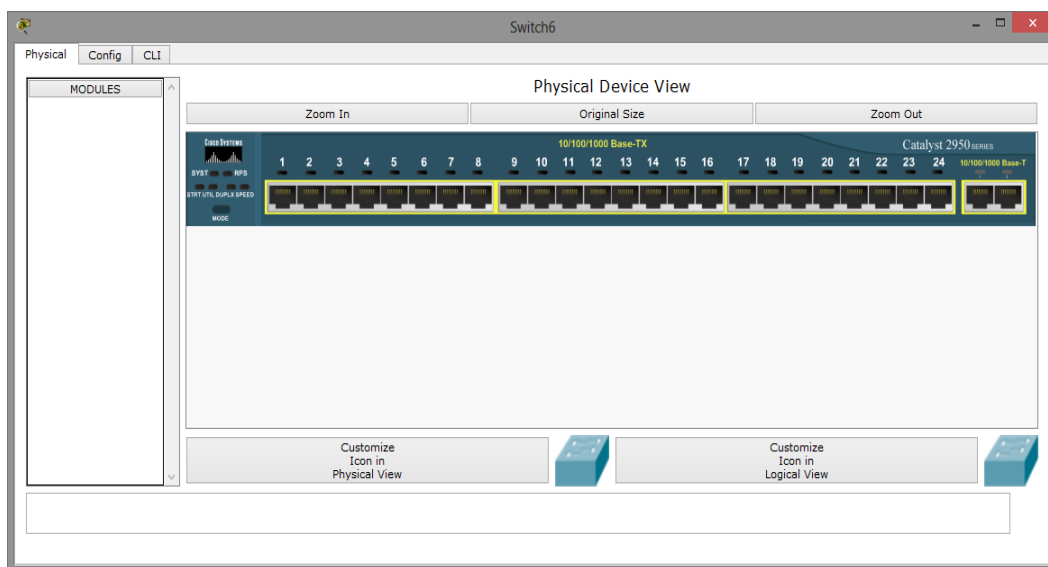 Switch6
Physical Config CLI
MODULES
Physical Device View
Zoom In Original Size Zoom Out
CISCO SYSTEMS
10/100/1000 Base-TX
Catalyst 2950 SERIES
1 2 3 4 5 6 7 8 9 10 11 12 13 14 15 16 17 18 19 20 21 22 23 24 10/100/1000 Base-T
SYST RPS
STRT UTIL DUPLX SPEED
MODE
Customize
Icon in
Physical View
Customize
Icon in
Logical View